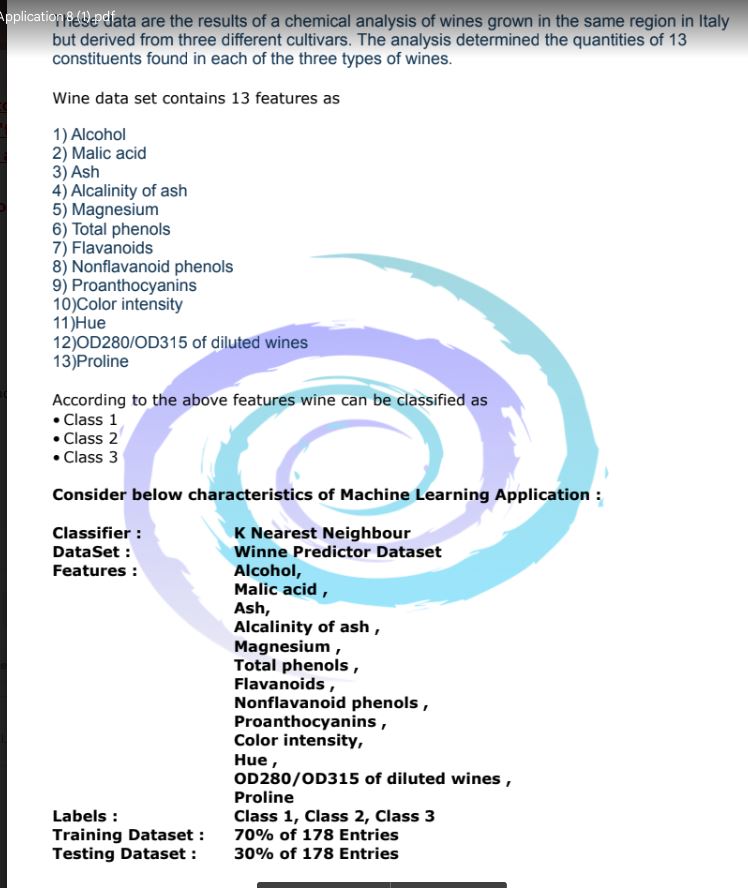 Application 8 (1).pdf
These data are the results of a chemical analysis of wines grown in the same region in Italy
but derived from three different cultivars. The analysis determined the quantities of 13
constituents found in each of the three types of wines.
Wine data set contains 13 features as
1) Alcohol
2) Malic acid
3) Ash
4) Alcalinity of ash
5) Magnesium
6) Total phenols
7) Flavanoids
8) Nonflavanoid phenols
9) Proanthocyanins
10)Color intensity
11)Hue
12)OD280/OD315 of diluted wines
13)Proline
According to the above features wine can be classified as
• Class 1
• Class 2
• Class 3
Consider below characteristics of Machine Learning Application :
Classifier : K Nearest Neighbour
DataSet : Winne Predictor Dataset
Features : Alcohol,
Malic acid ,
Ash,
Alcalinity of ash ,
Magnesium ,
Total phenols ,
Flavanoids ,
Nonflavanoid phenols ,
Proanthocyanins ,
Color intensity,
Hue ,
OD280/OD315 of diluted wines ,
Proline
Labels : Class 1, Class 2, Class 3
Training Dataset : 70% of 178 Entries
Testing Dataset : 30% of 178 Entries